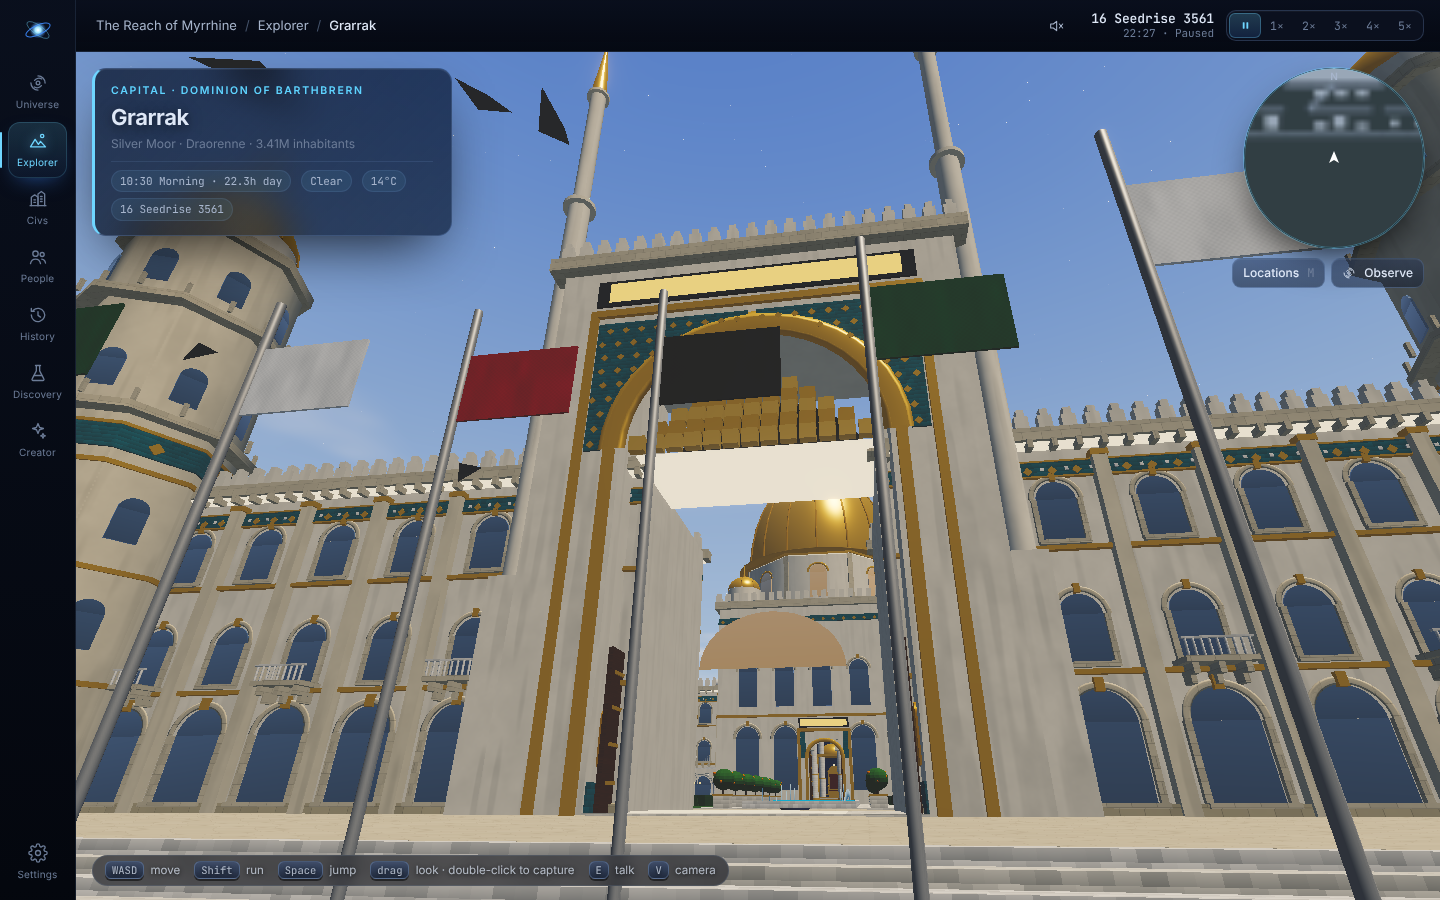 The Reach of Myrrhine / Explorer / Grarrak
16 Seedrise 3561
22:27 · Paused
1× 2× 3× 4× 5×
Universe
Explorer
Civs
People
History
Discovery
Creator
Settings
CAPITAL · DOMINION OF BARTHBRERN
Grarrak
Silver Moor · Draorenne · 3.41M inhabitants
10:30 Morning · 22.3h day
Clear
14°C
16 Seedrise 3561
N
Locations M
Observe
WASD move Shift run Space jump drag look · double-click to capture E talk V camera